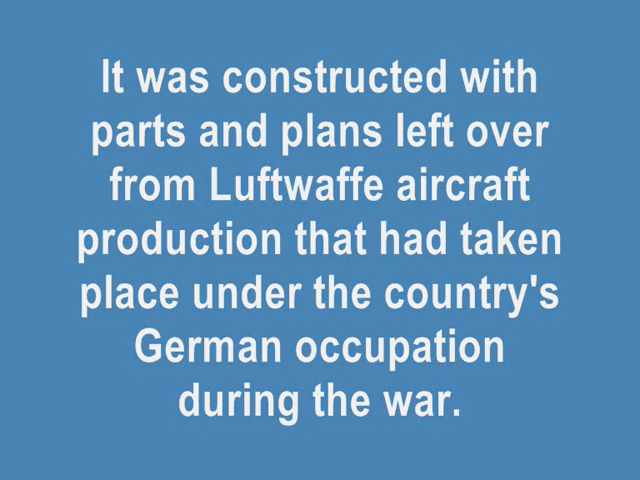 It was constructed with
parts and plans left over
from Luftwaffe aircraft
production that had taken
place under the country's
German occupation
during the war.